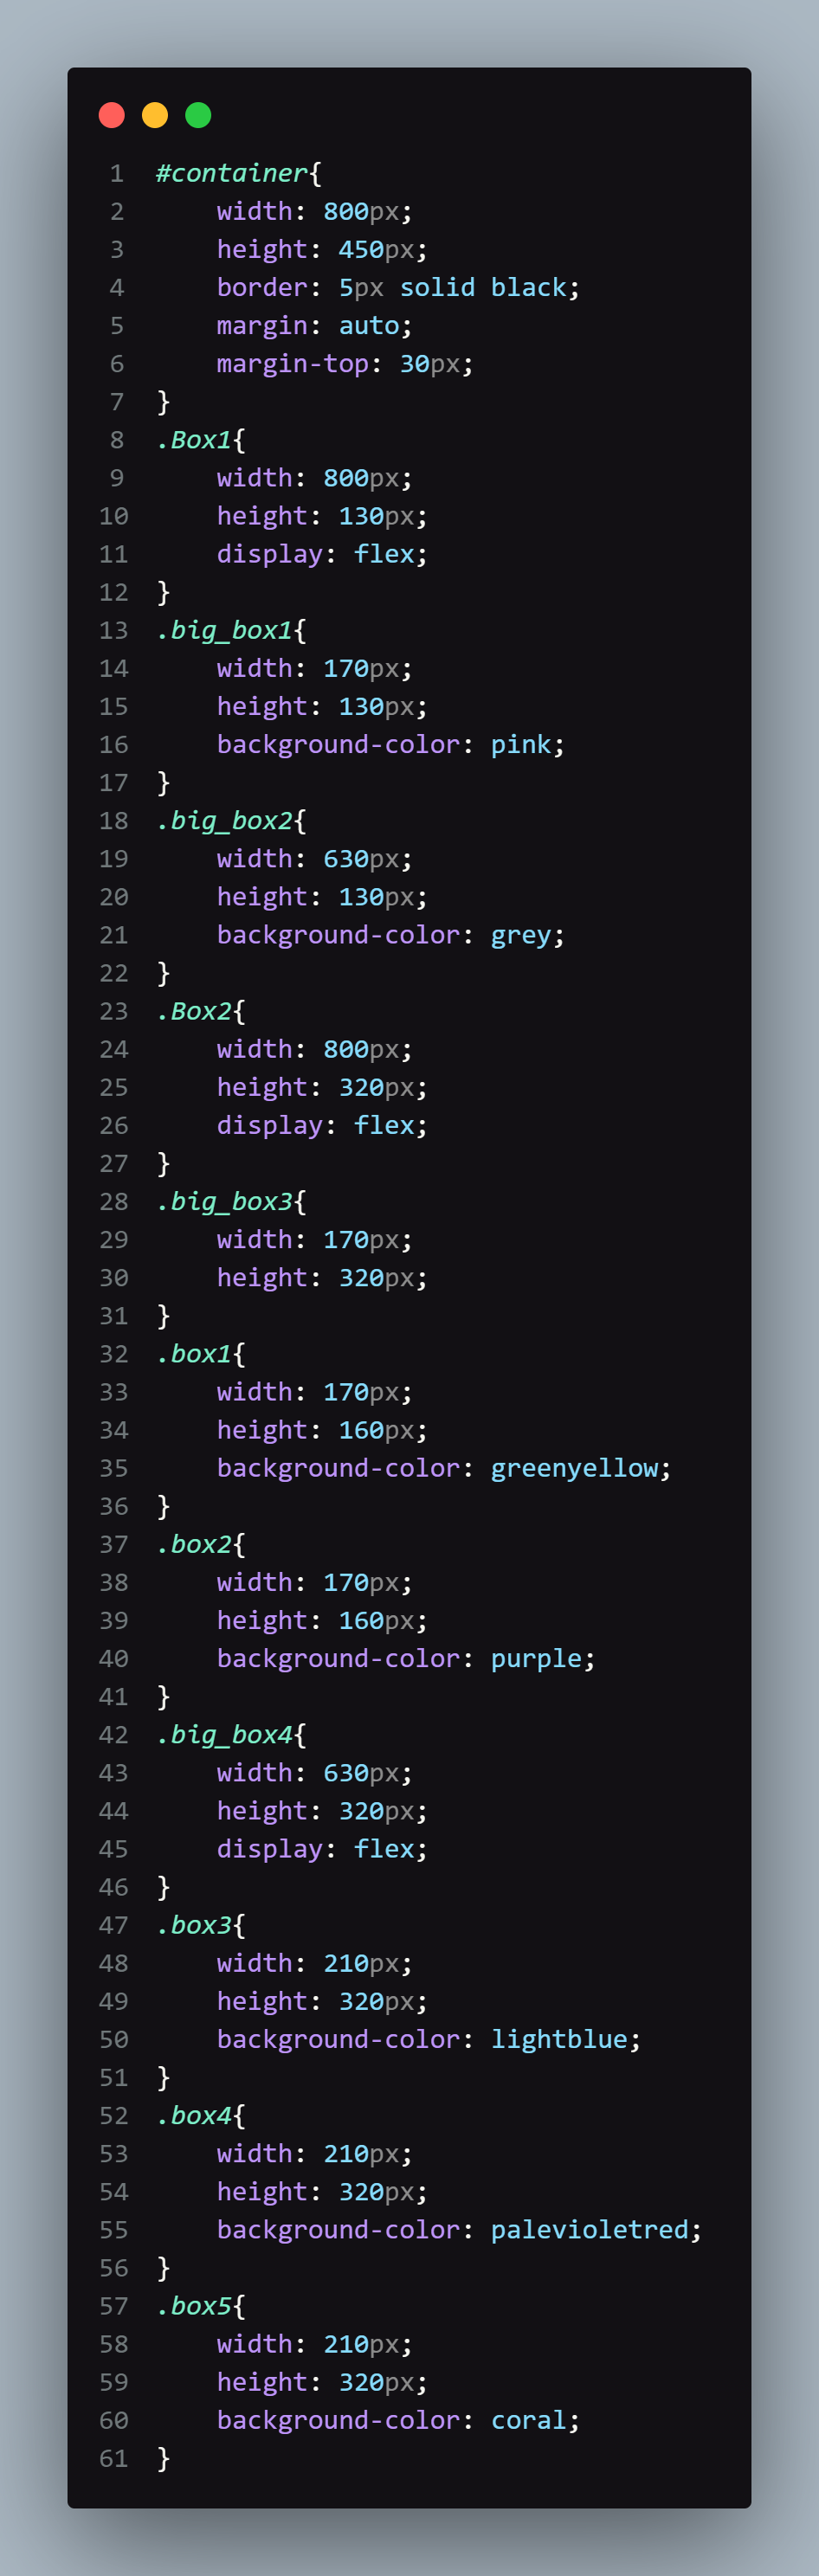 1 #container{
2     width: 800px;
3     height: 450px;
4     border: 5px solid black;
5     margin: auto;
6     margin-top: 30px;
7 }
8 .Box1{
9     width: 800px;
10     height: 130px;
11     display: flex;
12 }
13 .big_box1{
14     width: 170px;
15     height: 130px;
16     background-color: pink;
17 }
18 .big_box2{
19     width: 630px;
20     height: 130px;
21     background-color: grey;
22 }
23 .Box2{
24     width: 800px;
25     height: 320px;
26     display: flex;
27 }
28 .big_box3{
29     width: 170px;
30     height: 320px;
31 }
32 .box1{
33     width: 170px;
34     height: 160px;
35     background-color: greenyellow;
36 }
37 .box2{
38     width: 170px;
39     height: 160px;
40     background-color: purple;
41 }
42 .big_box4{
43     width: 630px;
44     height: 320px;
45     display: flex;
46 }
47 .box3{
48     width: 210px;
49     height: 320px;
50     background-color: lightblue;
51 }
52 .box4{
53     width: 210px;
54     height: 320px;
55     background-color: palevioletred;
56 }
57 .box5{
58     width: 210px;
59     height: 320px;
60     background-color: coral;
61 }